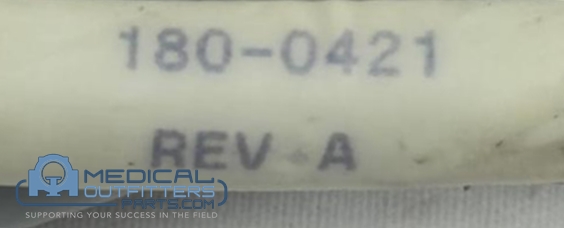 180-0421
REV A
MEDICAL
OUTFITTERS
PARTS.COM
SUPPORTING YOUR SUCCESS IN THE FIELD